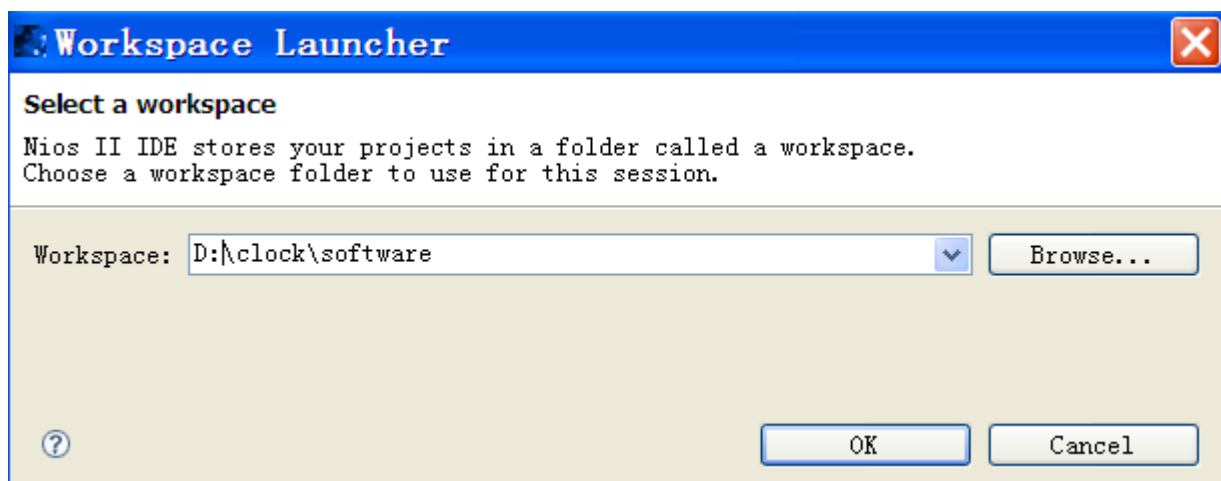 Workspace Launcher
Select a workspace
Nios II IDE stores your projects in a folder called a workspace.
Choose a workspace folder to use for this session.
Workspace: D:\clock\software Browse...
? OK Cancel